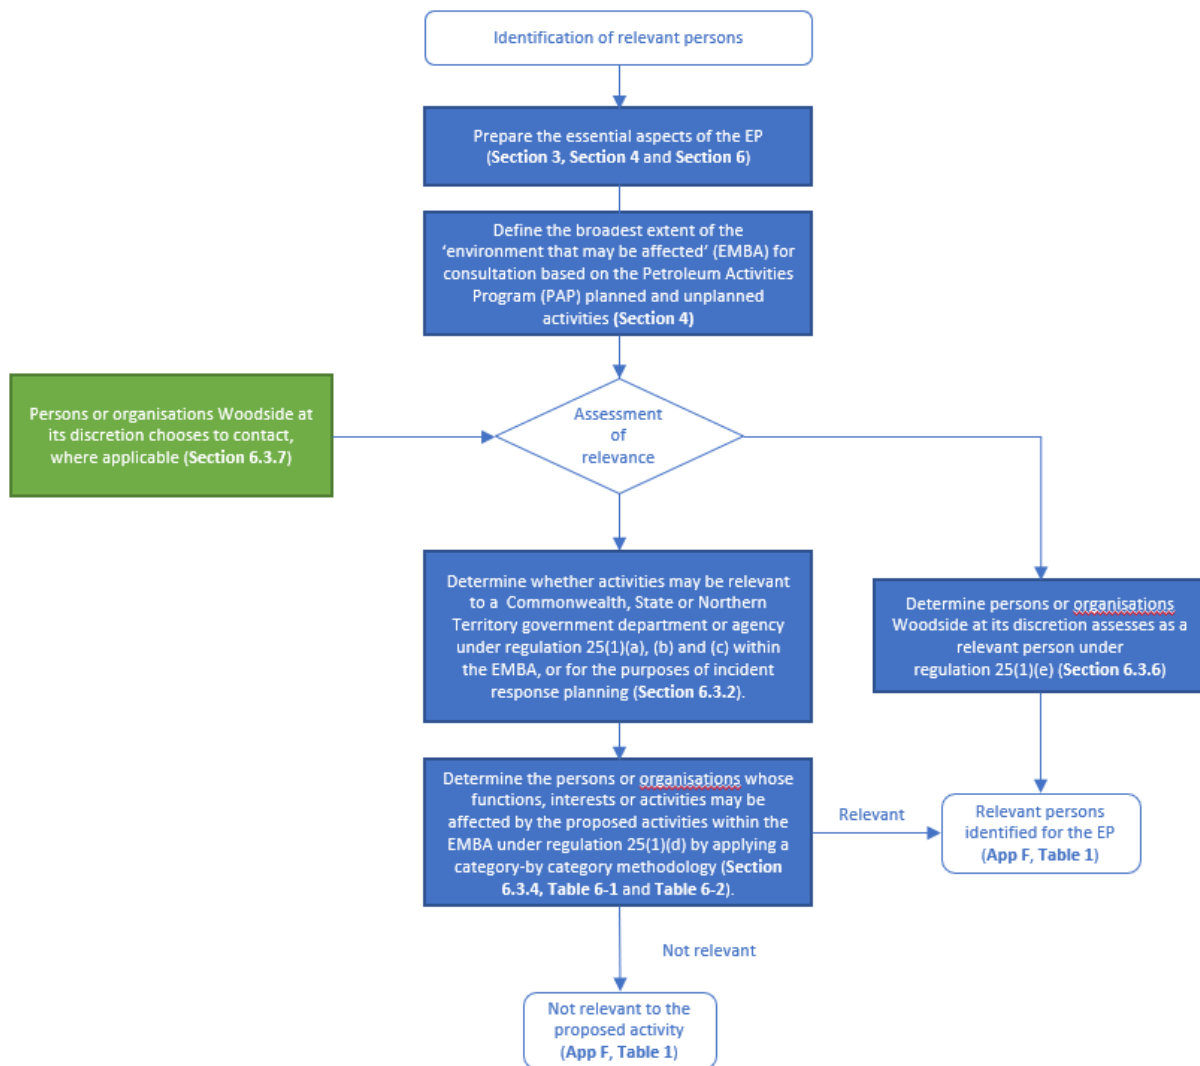 Identification of relevant persons
Prepare the essential aspects of the EP
(Section 3, Section 4 and Section 6)
Define the broadest extent of the
‘environment that may be affected’ (EMBA) for
consultation based on the Petroleum Activities
Program (PAP) planned and unplanned
activities (Section 4)
Persons or organisations Woodside at
its discretion chooses to contact,
where applicable (Section 6.3.7)
Assessment
of
relevance
Determine whether activities may be relevant
to a Commonwealth, State or Northern
Territory government department or agency
under regulation 25(1)(a), (b) and (c) within
the EMBA, or for the purposes of incident
response planning (Section 6.3.2).
Determine persons or organisations
Woodside at its discretion assesses as a
relevant person under
regulation 25(1)(e) (Section 6.3.6)
Determine the persons or organisations whose
functions, interests or activities may be
affected by the proposed activities within the
EMBA under regulation 25(1)(d) by applying a
category-by category methodology (Section
6.3.4, Table 6-1 and Table 6-2).
Relevant
Relevant persons
identified for the EP
(App F, Table 1)
Not relevant
Not relevant to the
proposed activity
(App F, Table 1)